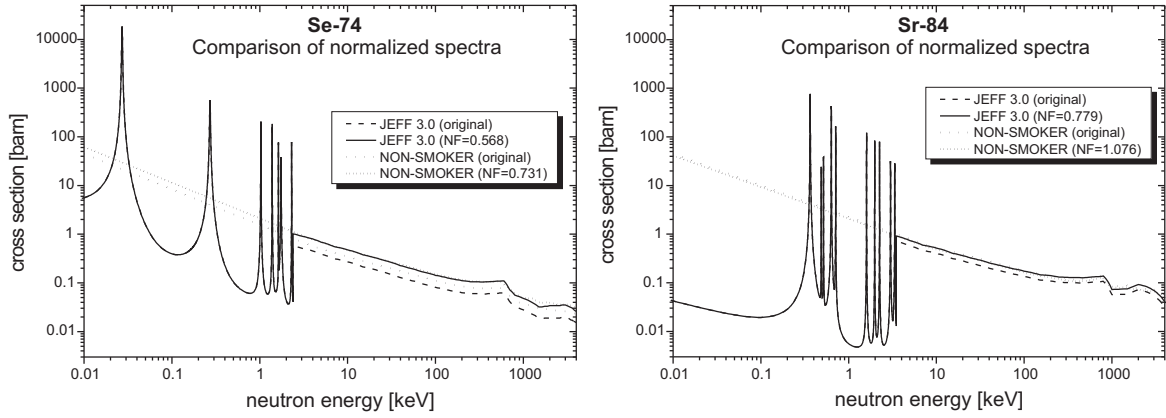 Se-74
Comparison of normalized spectra
JEFF 3.0 (original)
JEFF 3.0 (NF=0.568)
NON-SMOKER (original)
NON-SMOKER (NF=0.731)
cross section [barn]
10000
1000
100
10
1
0.1
0.01
0.01
0.1
1
10
100
1000
neutron energy [keV]
Sr-84
Comparison of normalized spectra
JEFF 3.0 (original)
JEFF 3.0 (NF=0.779)
NON-SMOKER (original)
NON-SMOKER (NF=1.076)
cross section [barn]
10000
1000
100
10
1
0.1
0.01
0.01
0.1
1
10
100
1000
neutron energy [keV]